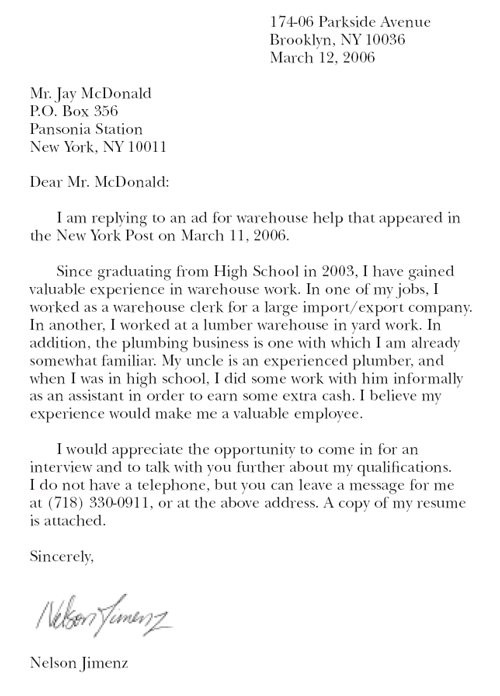 174-06 Parkside Avenue
Brooklyn, NY 10036
March 12, 2006
Mr. Jay McDonald
P.O. Box 356
Pansonia Station
New York, NY 10011
Dear Mr. McDonald:
I am replying to an ad for warehouse help that appeared in
the New York Post on March 11, 2006.
Since graduating from High School in 2003, I have gained
valuable experience in warehouse work. In one of my jobs, I
worked as a warehouse clerk for a large import/export company.
In another, I worked at a lumber warehouse in yard work. In
addition, the plumbing business is one with which I am already
somewhat familiar. My uncle is an experienced plumber, and
when I was in high school, I did some work with him informally
as an assistant in order to earn some extra cash. I believe my
experience would make me a valuable employee.
I would appreciate the opportunity to come in for an
interview and to talk with you further about my qualifications.
I do not have a telephone, but you can leave a message for me
at (718) 330-0911, or at the above address. A copy of my resume
is attached.
Sincerely,
Nelson Jimenz
Nelson Jimenz